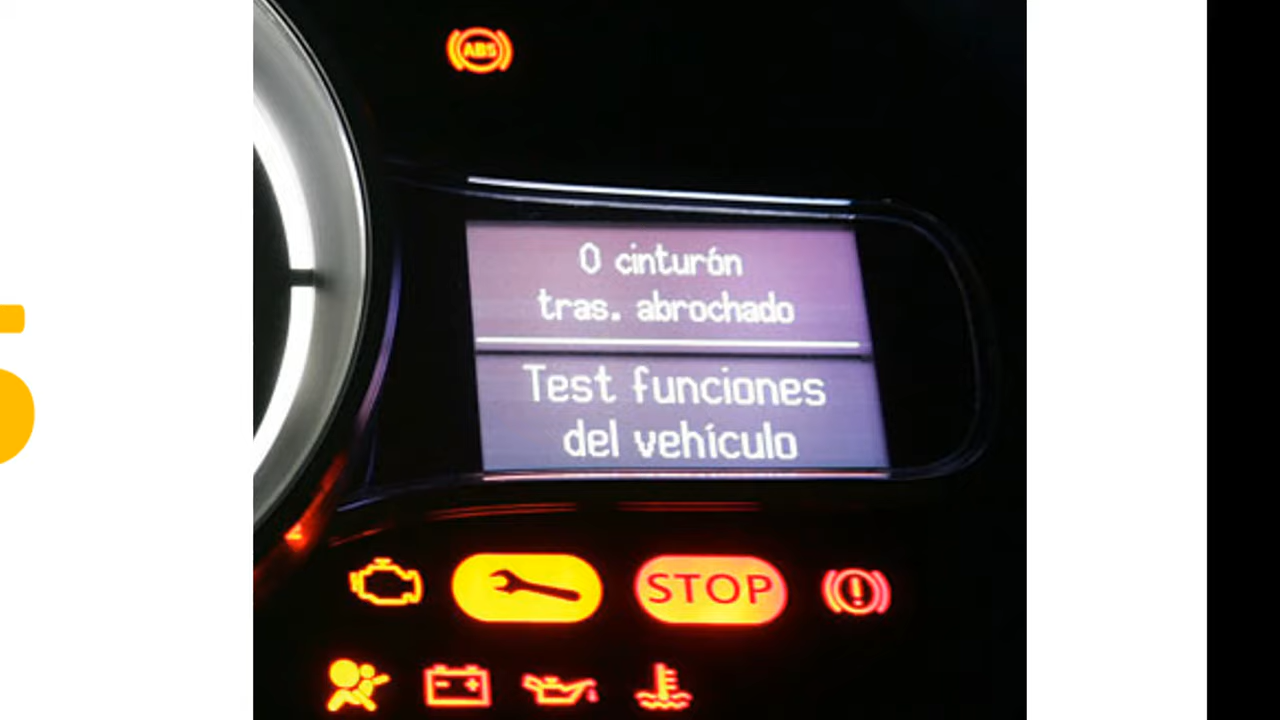 ABS
0 cinturón
tras. abrochado
Test funciones
del vehículo
STOP